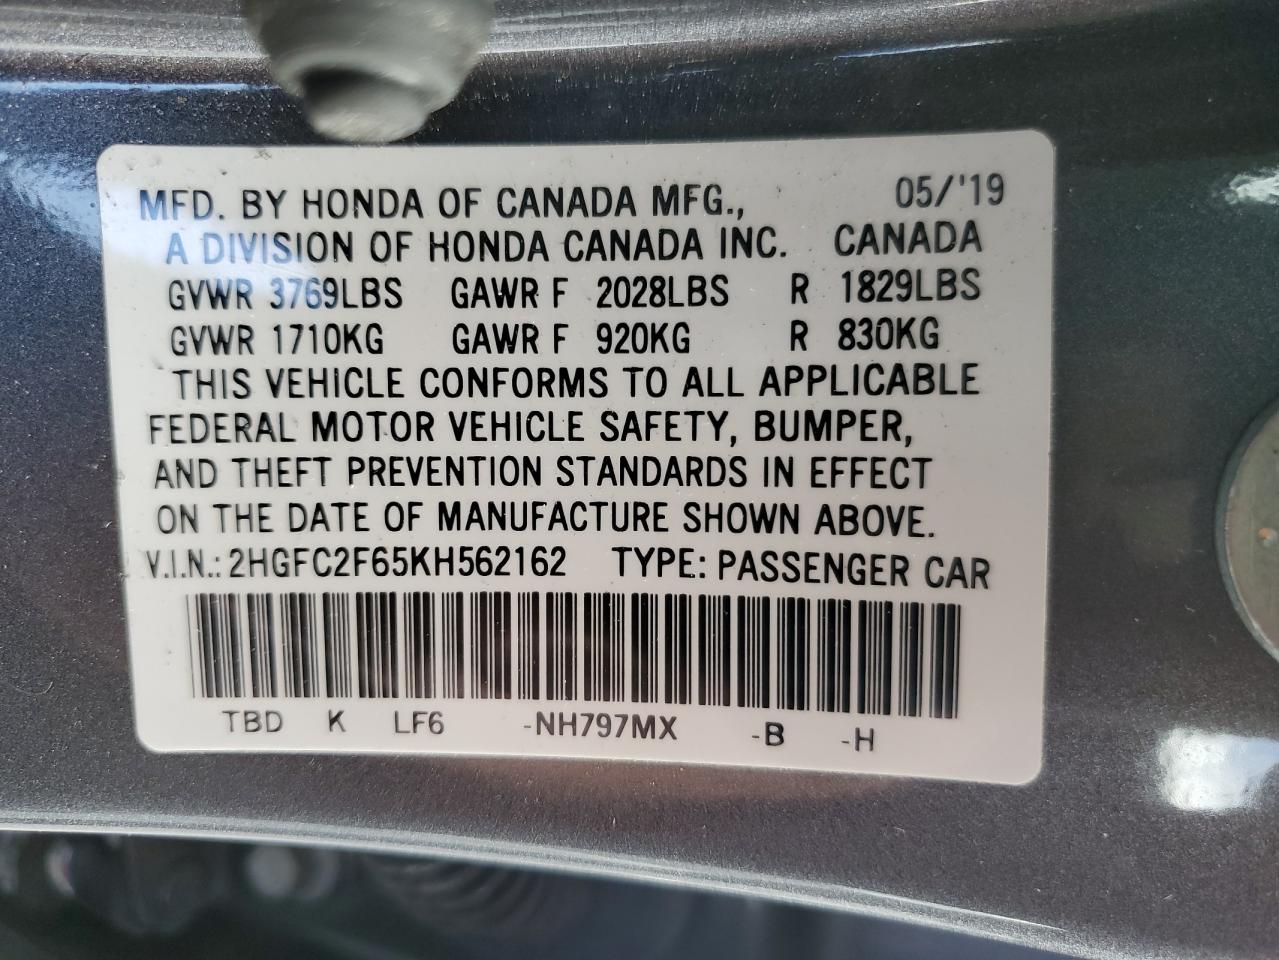 MFD. BY HONDA OF CANADA MFG., 05/'19
A DIVISION OF HONDA CANADA INC. CANADA
GVWR 3769LBS GAWR F 2028LBS R 1829LBS
GVWR 1710KG GAWR F 920KG R 830KG
THIS VEHICLE CONFORMS TO ALL APPLICABLE
FEDERAL MOTOR VEHICLE SAFETY, BUMPER,
AND THEFT PREVENTION STANDARDS IN EFFECT
ON THE DATE OF MANUFACTURE SHOWN ABOVE.
V.I.N.: 2HGFC2F65KH562162 TYPE: PASSENGER CAR
TBD K LF6 -NH797MX -B -H